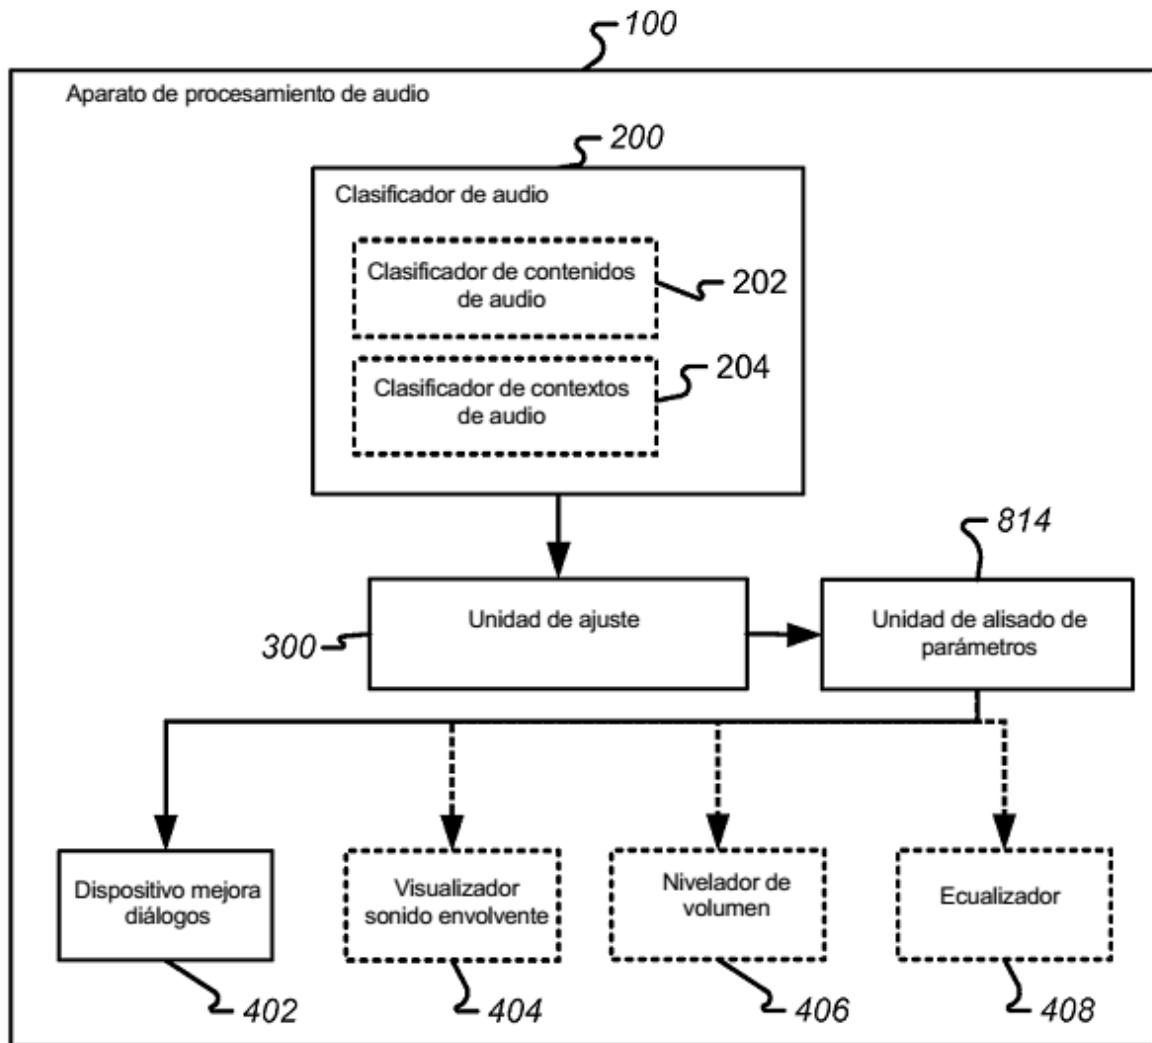 100
Aparato de procesamiento de audio
200
Clasificador de audio
Clasificador de contenidos
de audio
202
Clasificador de contextos
de audio
204
814
Unidad de ajuste
300
Unidad de alisado de
parámetros
Dispositivo mejora
diálogos
Visualizador
sonido envolvente
Nivelador de
volumen
Ecualizador
402
404
406
408